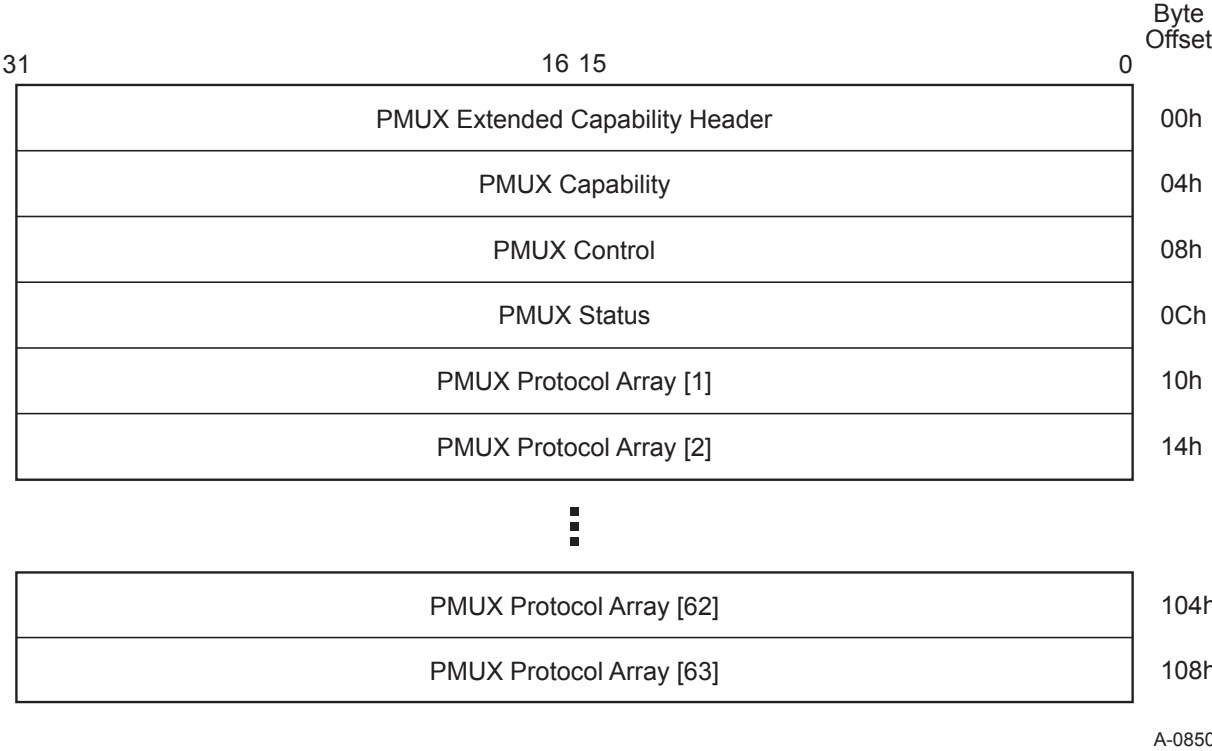 Byte
Offset
31 16 15 0
PMUX Extended Capability Header 00h
PMUX Capability 04h
PMUX Control 08h
PMUX Status 0Ch
PMUX Protocol Array [1] 10h
PMUX Protocol Array [2] 14h
PMUX Protocol Array [62] 104h
PMUX Protocol Array [63] 108h
A-0850